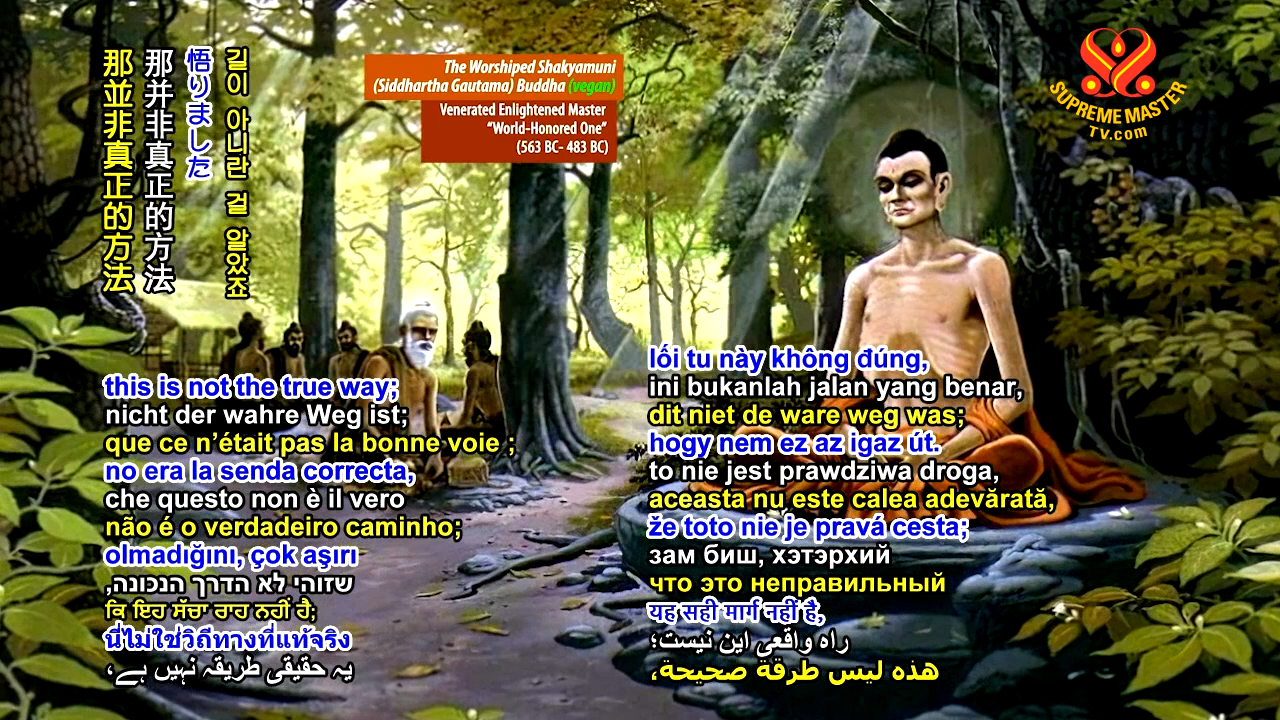 那並非真正的方法
那并非真正的方法
悟りました
길이 아니란 걸 알았죠
The Worshiped Shakyamuni
(Siddhartha Gautama) Buddha (vegan)
Venerated Enlightened Master
“World-Honored One”
(563 BC- 483 BC)
SUPREME MASTER
TV.com
this is not the true way;
nicht der wahre Weg ist;
que ce n’était pas la bonne voie ;
no era la senda correcta,
che questo non è il vero
não é o verdadeiro caminho;
olmadığını, çok aşırı
שזוהי לא הדרך הנכונה,
ਕਿ ਇਹ ਸੱਚਾ ਰਾਹ ਨਹੀਂ ਹੈ;
นี่ไม่ใช่วิถีทางที่แท้จริง
یہ حقیقی طریقہ نہیں ہے،
lối tu này không đúng,
ini bukanlah jalan yang benar,
dit niet de ware weg was;
hogy nem ez az igaz út.
to nie jest prawdziwa droga,
aceasta nu este calea adevărată,
že toto nie je pravá cesta;
зам биш, хэтэрхий
что это неправильный
यह सही मार्ग नहीं है,
راه واقعی این نیست؛
هذه ليس طرقة صحيحة،